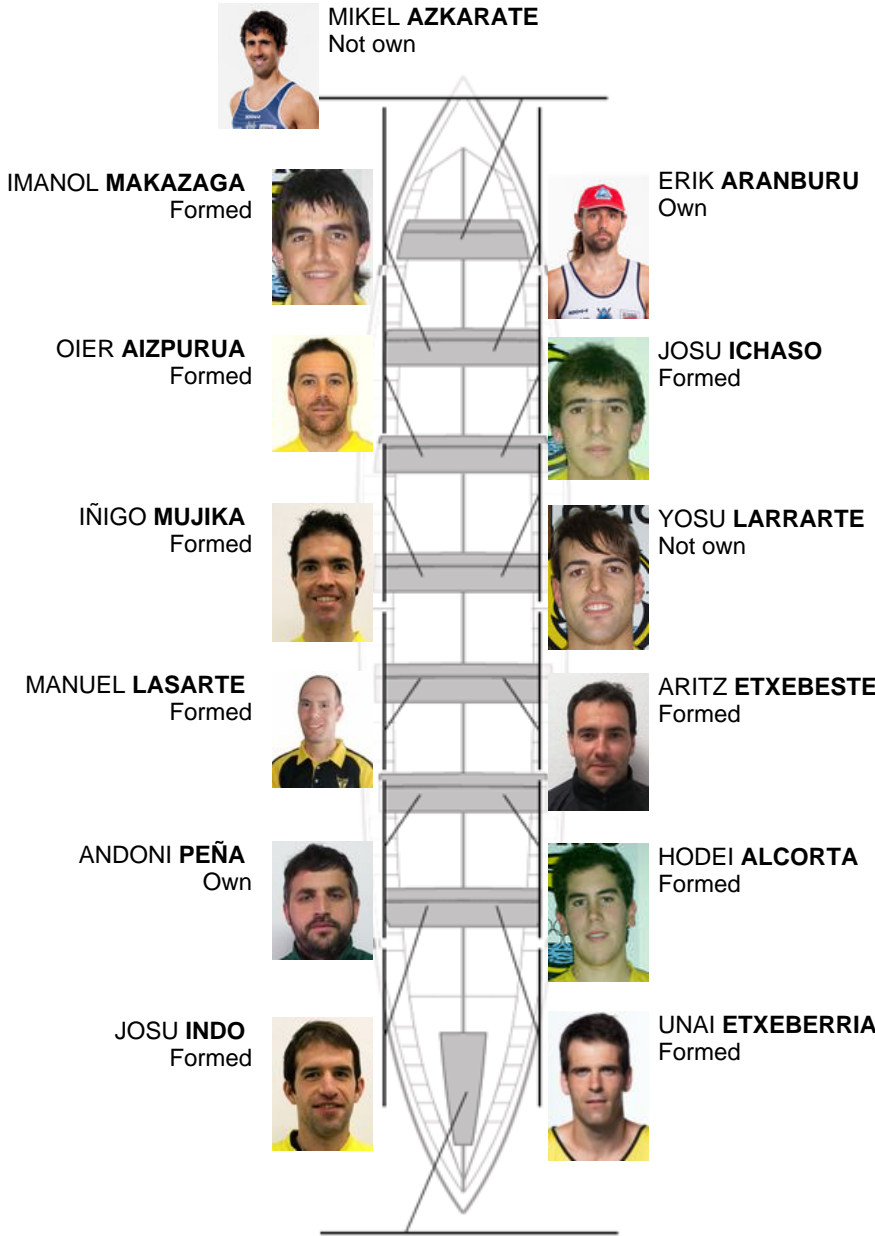 MIKEL AZKARATE
Not own
IMANOL MAKAZAGA
Formed
ERIK ARANBURU
Own
OIER AIZPURUA
Formed
JOSU ICHASO
Formed
IÑIGO MUJIKA
Formed
YOSU LARRARTE
Not own
MANUEL LASARTE
Formed
ARITZ ETXEBESTE
Formed
ANDONI PEÑA
Own
HODEI ALCORTA
Formed
JOSU INDO
Formed
UNAI ETXEBERRIA
Formed